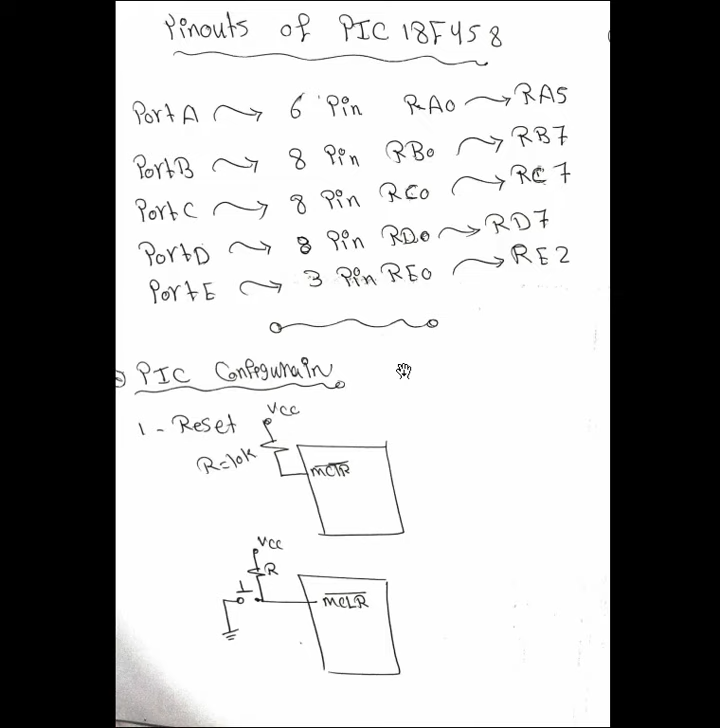 Pinouts of PIC 18F458
Port A → 6 Pin RA0 → RA5
Port B → 8 Pin RB0 → RB7
Port C → 8 Pin RC0 → RC7
Port D → 8 Pin RD0 → RD7
Port E → 3 Pin RE0 → RE2
PIC Configurain
1 - Reset
VCC
R=10K
MCLR
VCC
R
MCLR